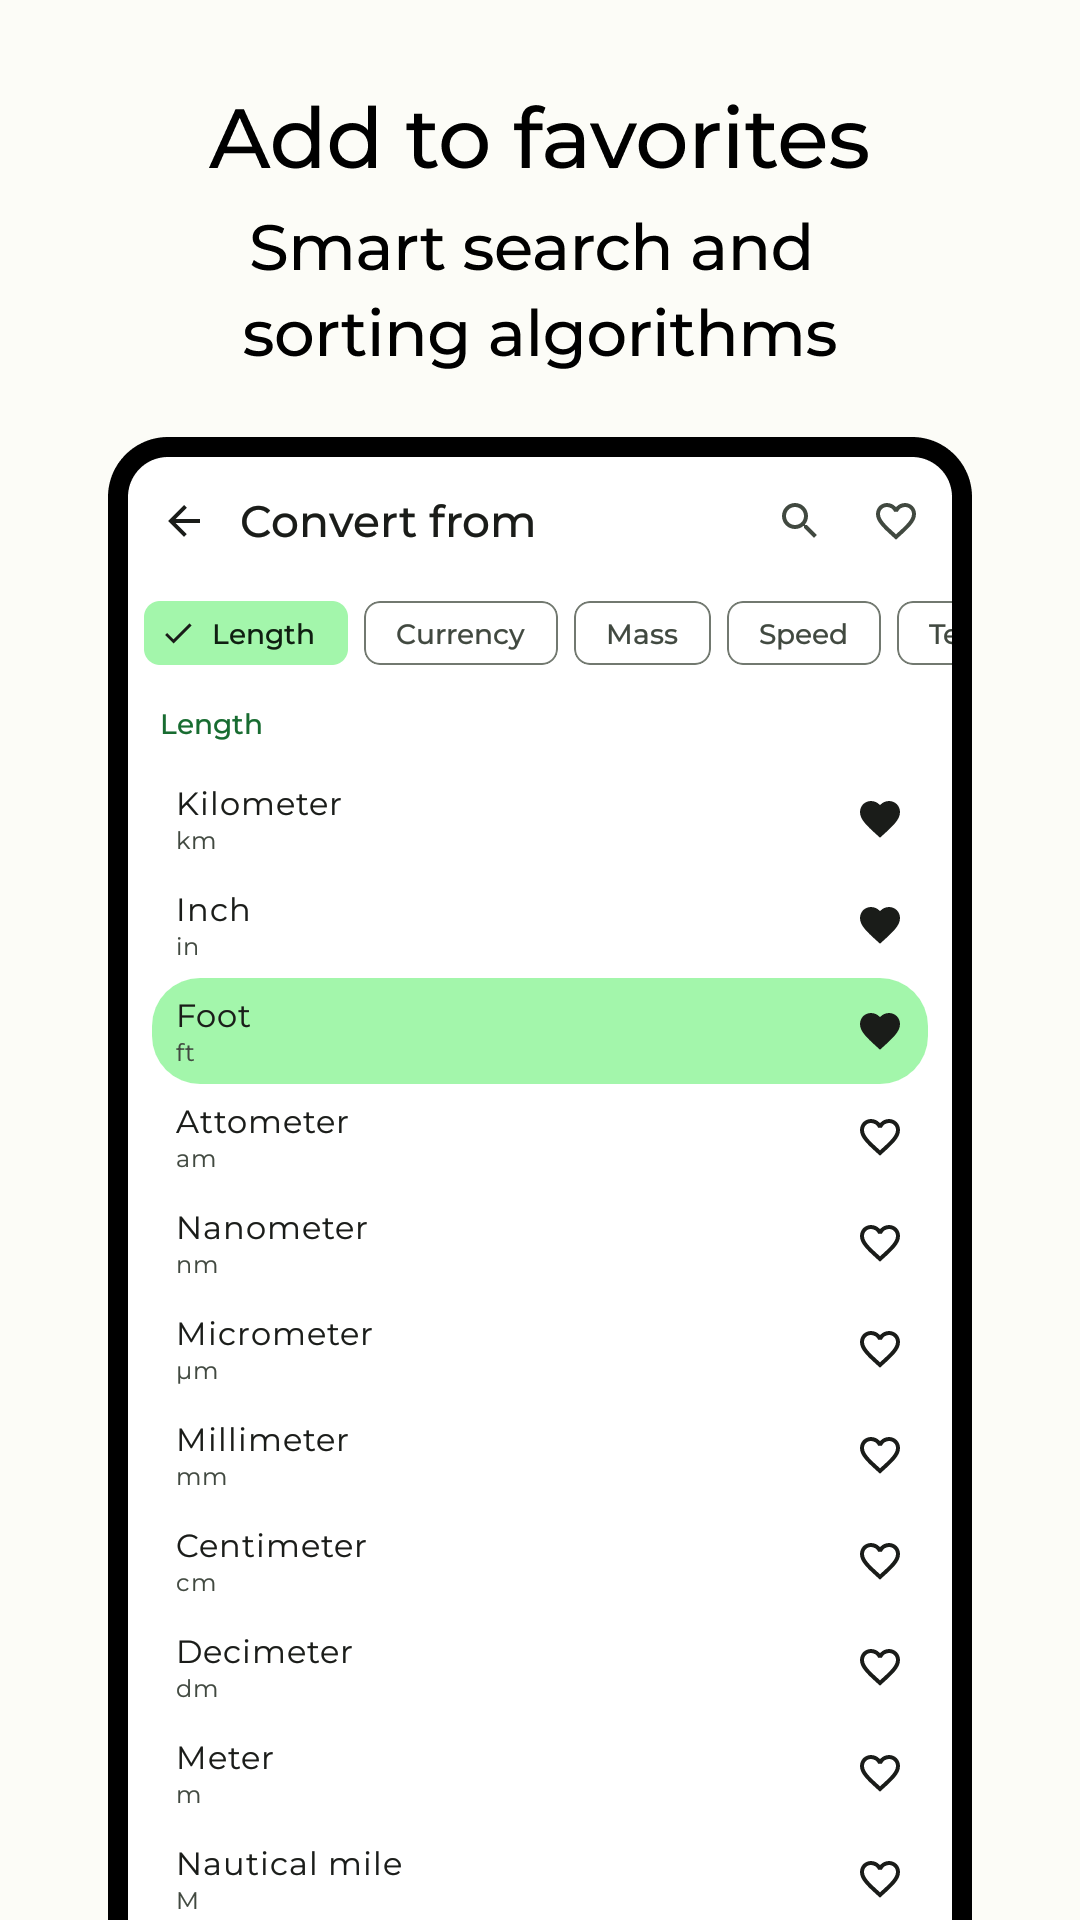 Add to favorites
Smart search and
sorting algorithms
Convert from
Length
Currency
Mass
Speed
Te
Length
Kilometer
km
Inch
in
Foot
ft
Attometer
am
Nanometer
nm
Micrometer
µm
Millimeter
mm
Centimeter
cm
Decimeter
dm
Meter
m
Nautical mile
M